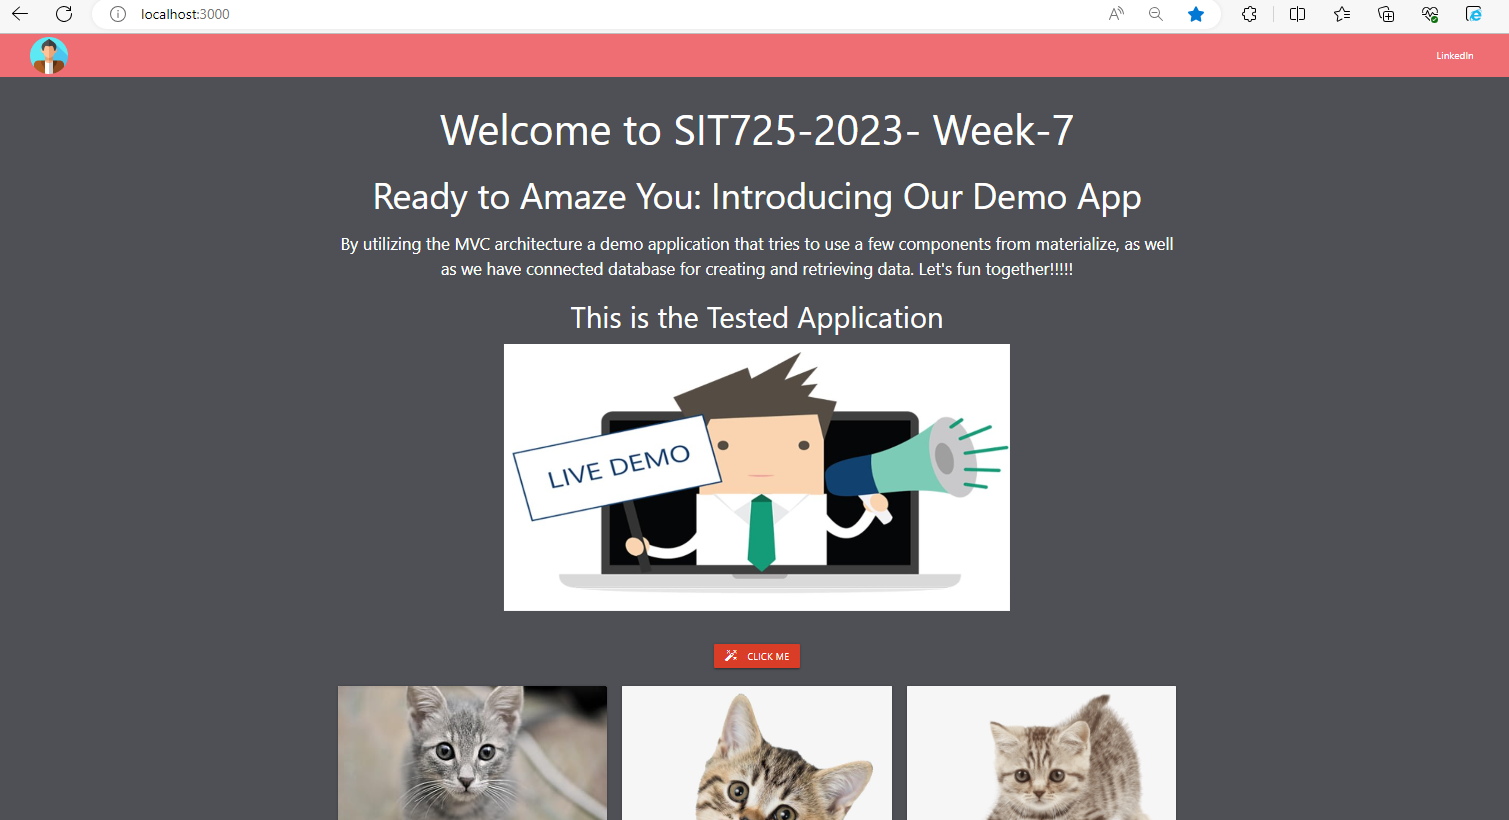 localhost:3000
LinkedIn
Welcome to SIT725-2023- Week-7
Ready to Amaze You: Introducing Our Demo App
By utilizing the MVC architecture a demo application that tries to use a few components from materialize, as well
as we have connected database for creating and retrieving data. Let's fun together!!!!!
This is the Tested Application
LIVE DEMO
CLICK ME